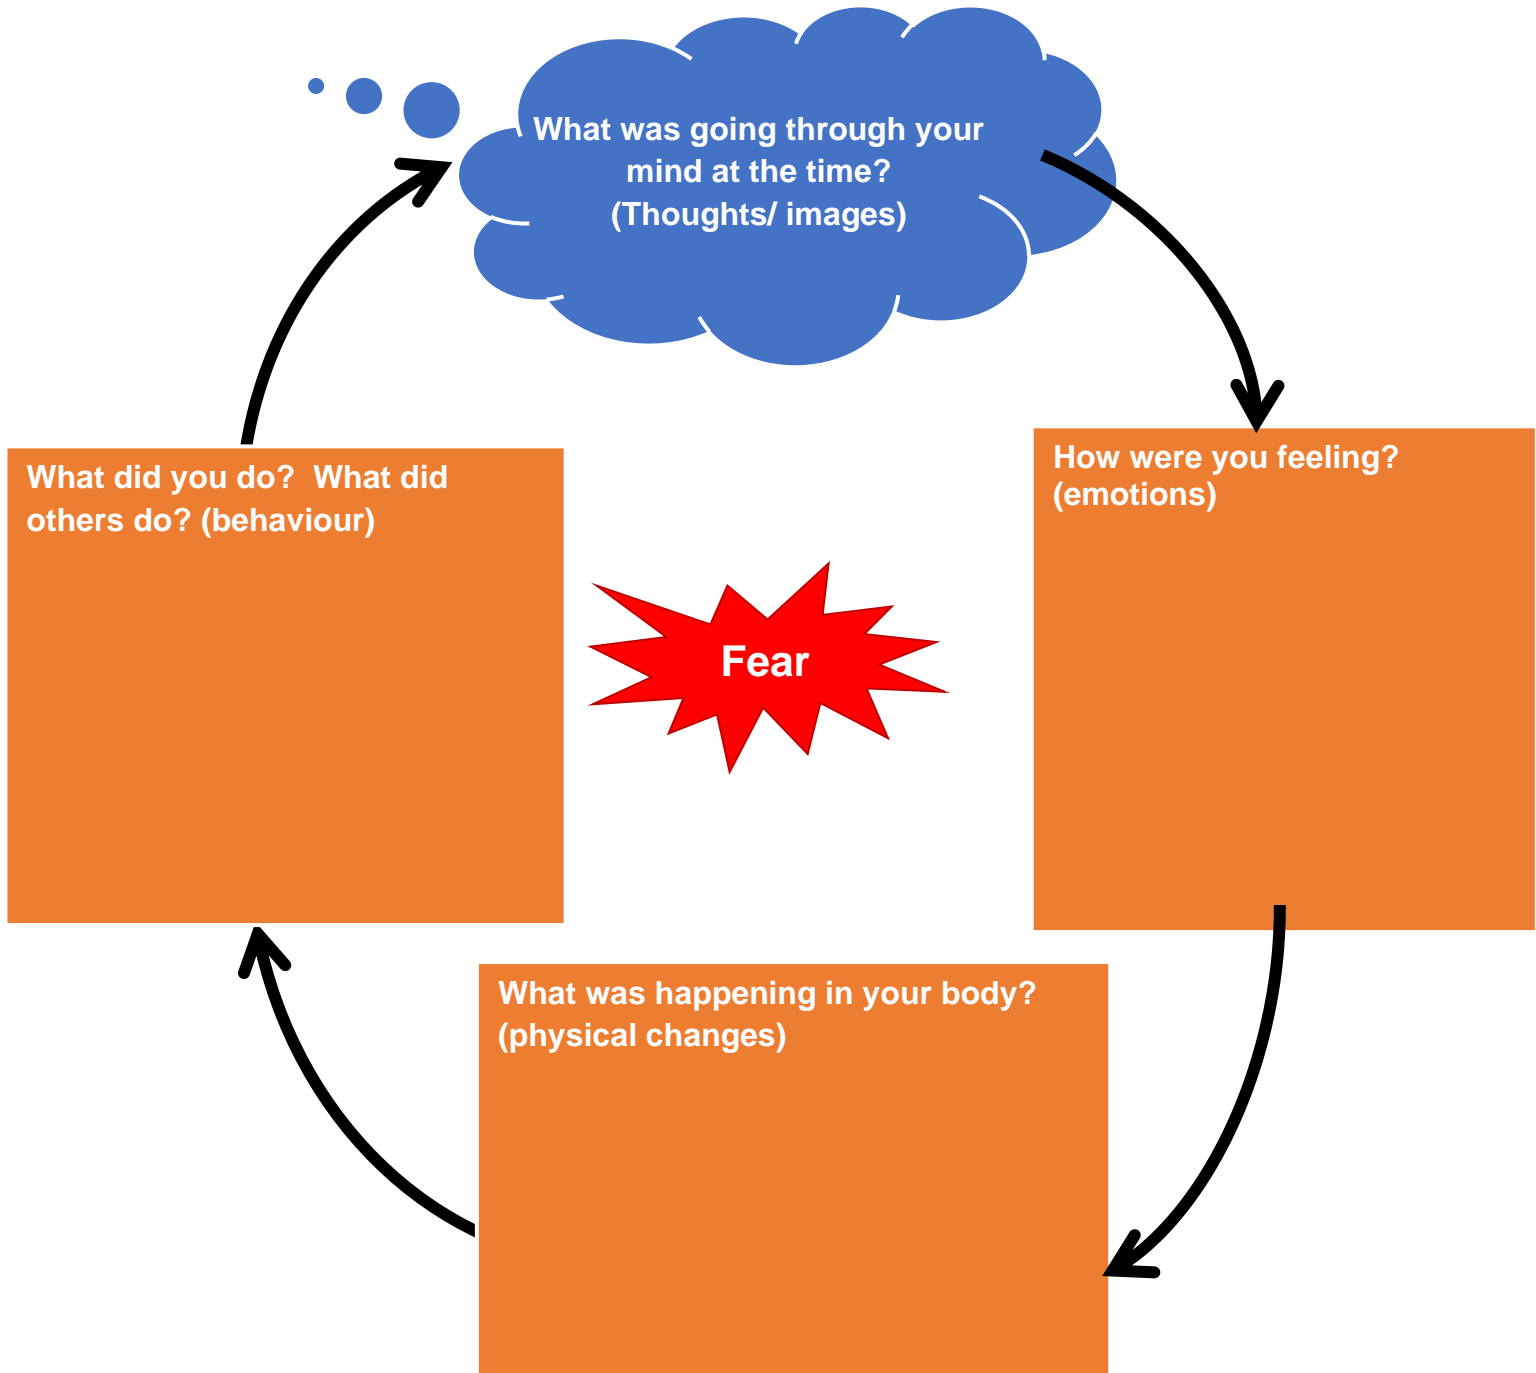 What was going through your
mind at the time?
(Thoughts/ images)
How were you feeling?
(emotions)
What did you do?  What did
others do? (behaviour)
Fear
What was happening in your body?
(physical changes)